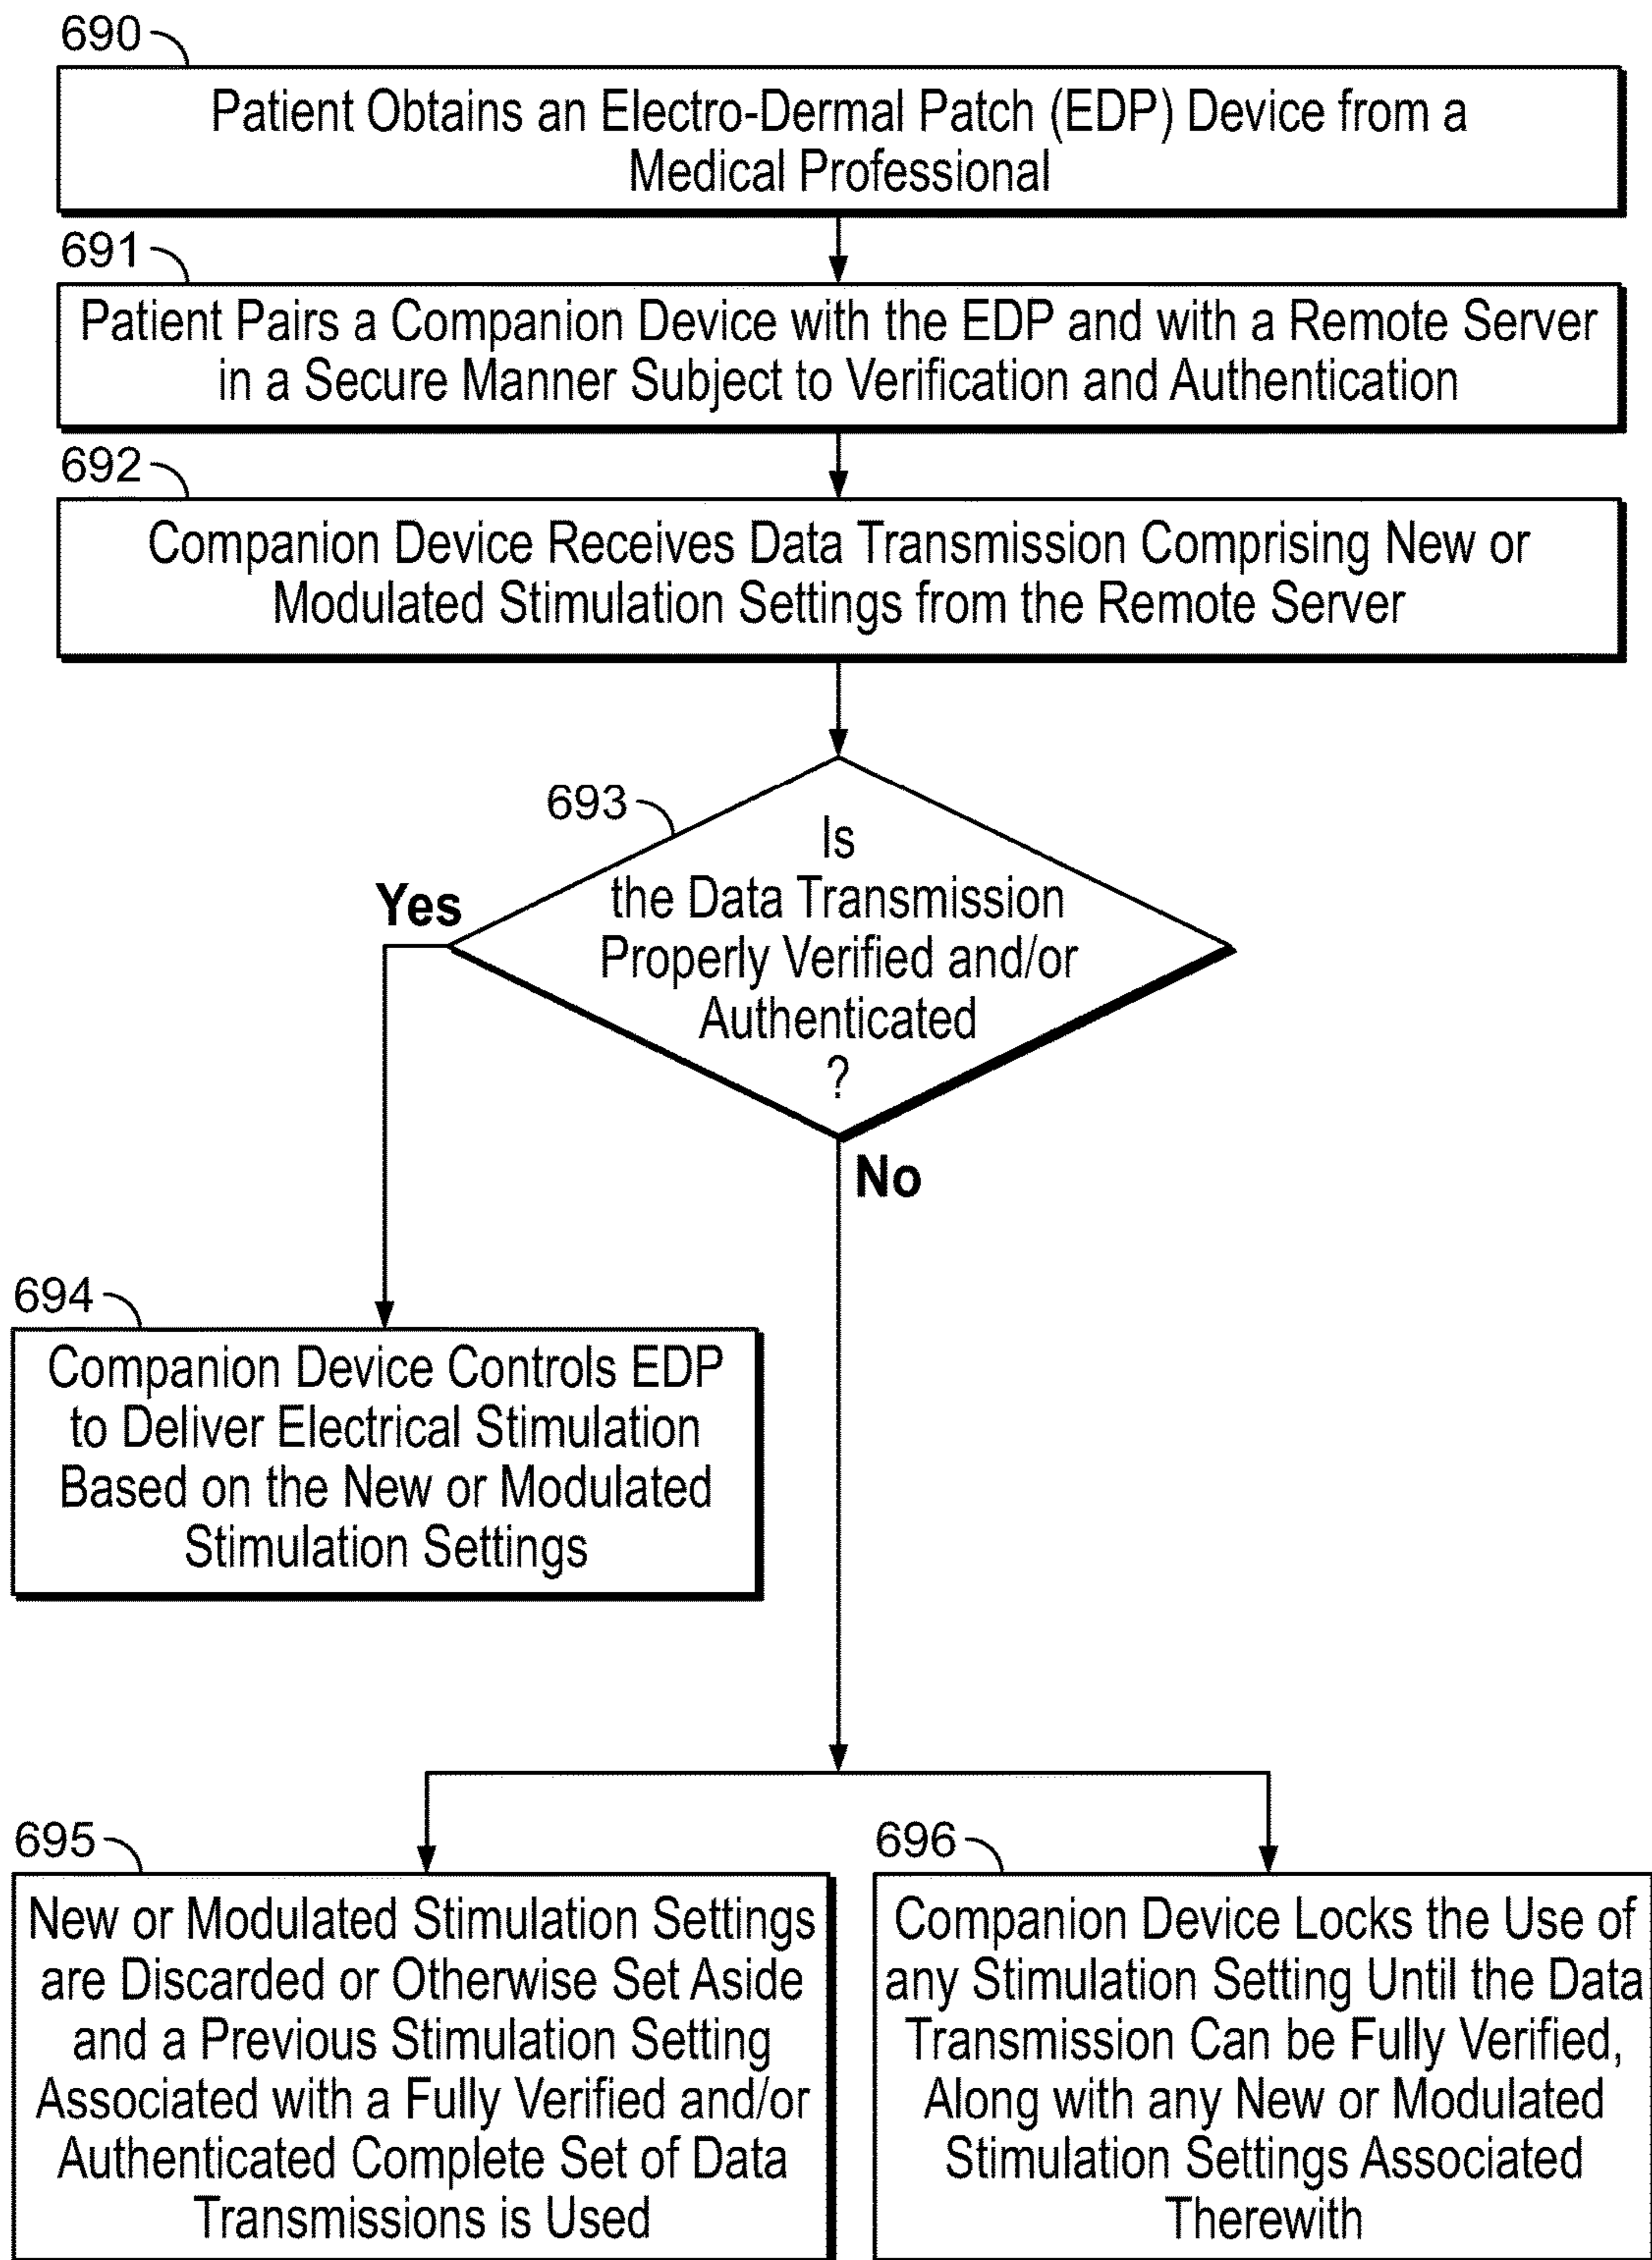 690
Patient Obtains an Electro-Dermal Patch (EDP) Device from a
Medical Professional
691
Patient Pairs a Companion Device with the EDP and with a Remote Server
in a Secure Manner Subject to Verification and Authentication
692
Companion Device Receives Data Transmission Comprising New or
Modulated Stimulation Settings from the Remote Server
693
Is
the Data Transmission
Properly Verified and/or
Authenticated
?
Yes
No
694
Companion Device Controls EDP
to Deliver Electrical Stimulation
Based on the New or Modulated
Stimulation Settings
695
New or Modulated Stimulation Settings
are Discarded or Otherwise Set Aside
and a Previous Stimulation Setting
Associated with a Fully Verified and/or
Authenticated Complete Set of Data
Transmissions is Used
696
Companion Device Locks the Use of
any Stimulation Setting Until the Data
Transmission Can be Fully Verified,
Along with any New or Modulated
Stimulation Settings Associated
Therewith